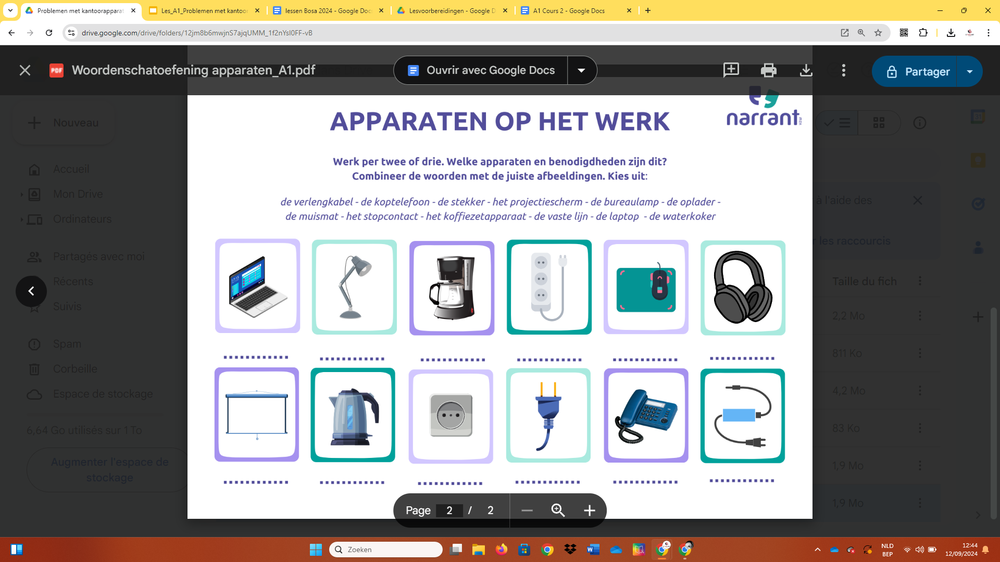 Problemen met kantoorapparat
Les_A1_Problemen met kantoor
lessen Bosa 2024 - Google Docs
Lesvoorbereidingen - Google D
A1 Cours 2 - Google Docs
drive.google.com/drive/folders/12jm8b6mwjnS7ajqUMM_1f2nYsl0FF-vB
PDF Woordenschatoefening apparaten_A1.pdf
Ouvrir avec Google Docs
Partager
narrant vzw
APPARATEN OP HET WERK
Werk per twee of drie. Welke apparaten en benodigdheden zijn dit?
Combineer de woorden met de juiste afbeeldingen. Kies uit:
de verlengkabel - de koptelefoon - de stekker - het projectiescherm - de bureaulamp - de oplader -
de muismat - het stopcontact - het koffiezetapparaat - de vaste lijn - de laptop - de waterkoker
17:15
Nouveau
Accueil
Mon Drive
Ordinateurs
Partagés avec moi
Récents
Suivis
Spam
Corbeille
Espace de stockage
6,64 Go utilisés sur 1 To
Augmenter l'espace de
stockage
31
à l'aide des
r les raccourcis
Taille du fich
2,2 Mo
811 Ko
4,2 Mo
83 Ko
1,9 Mo
1,9 Mo
Page 2 / 2
Zoeken
NLD
BEP
12:44
12/09/2024